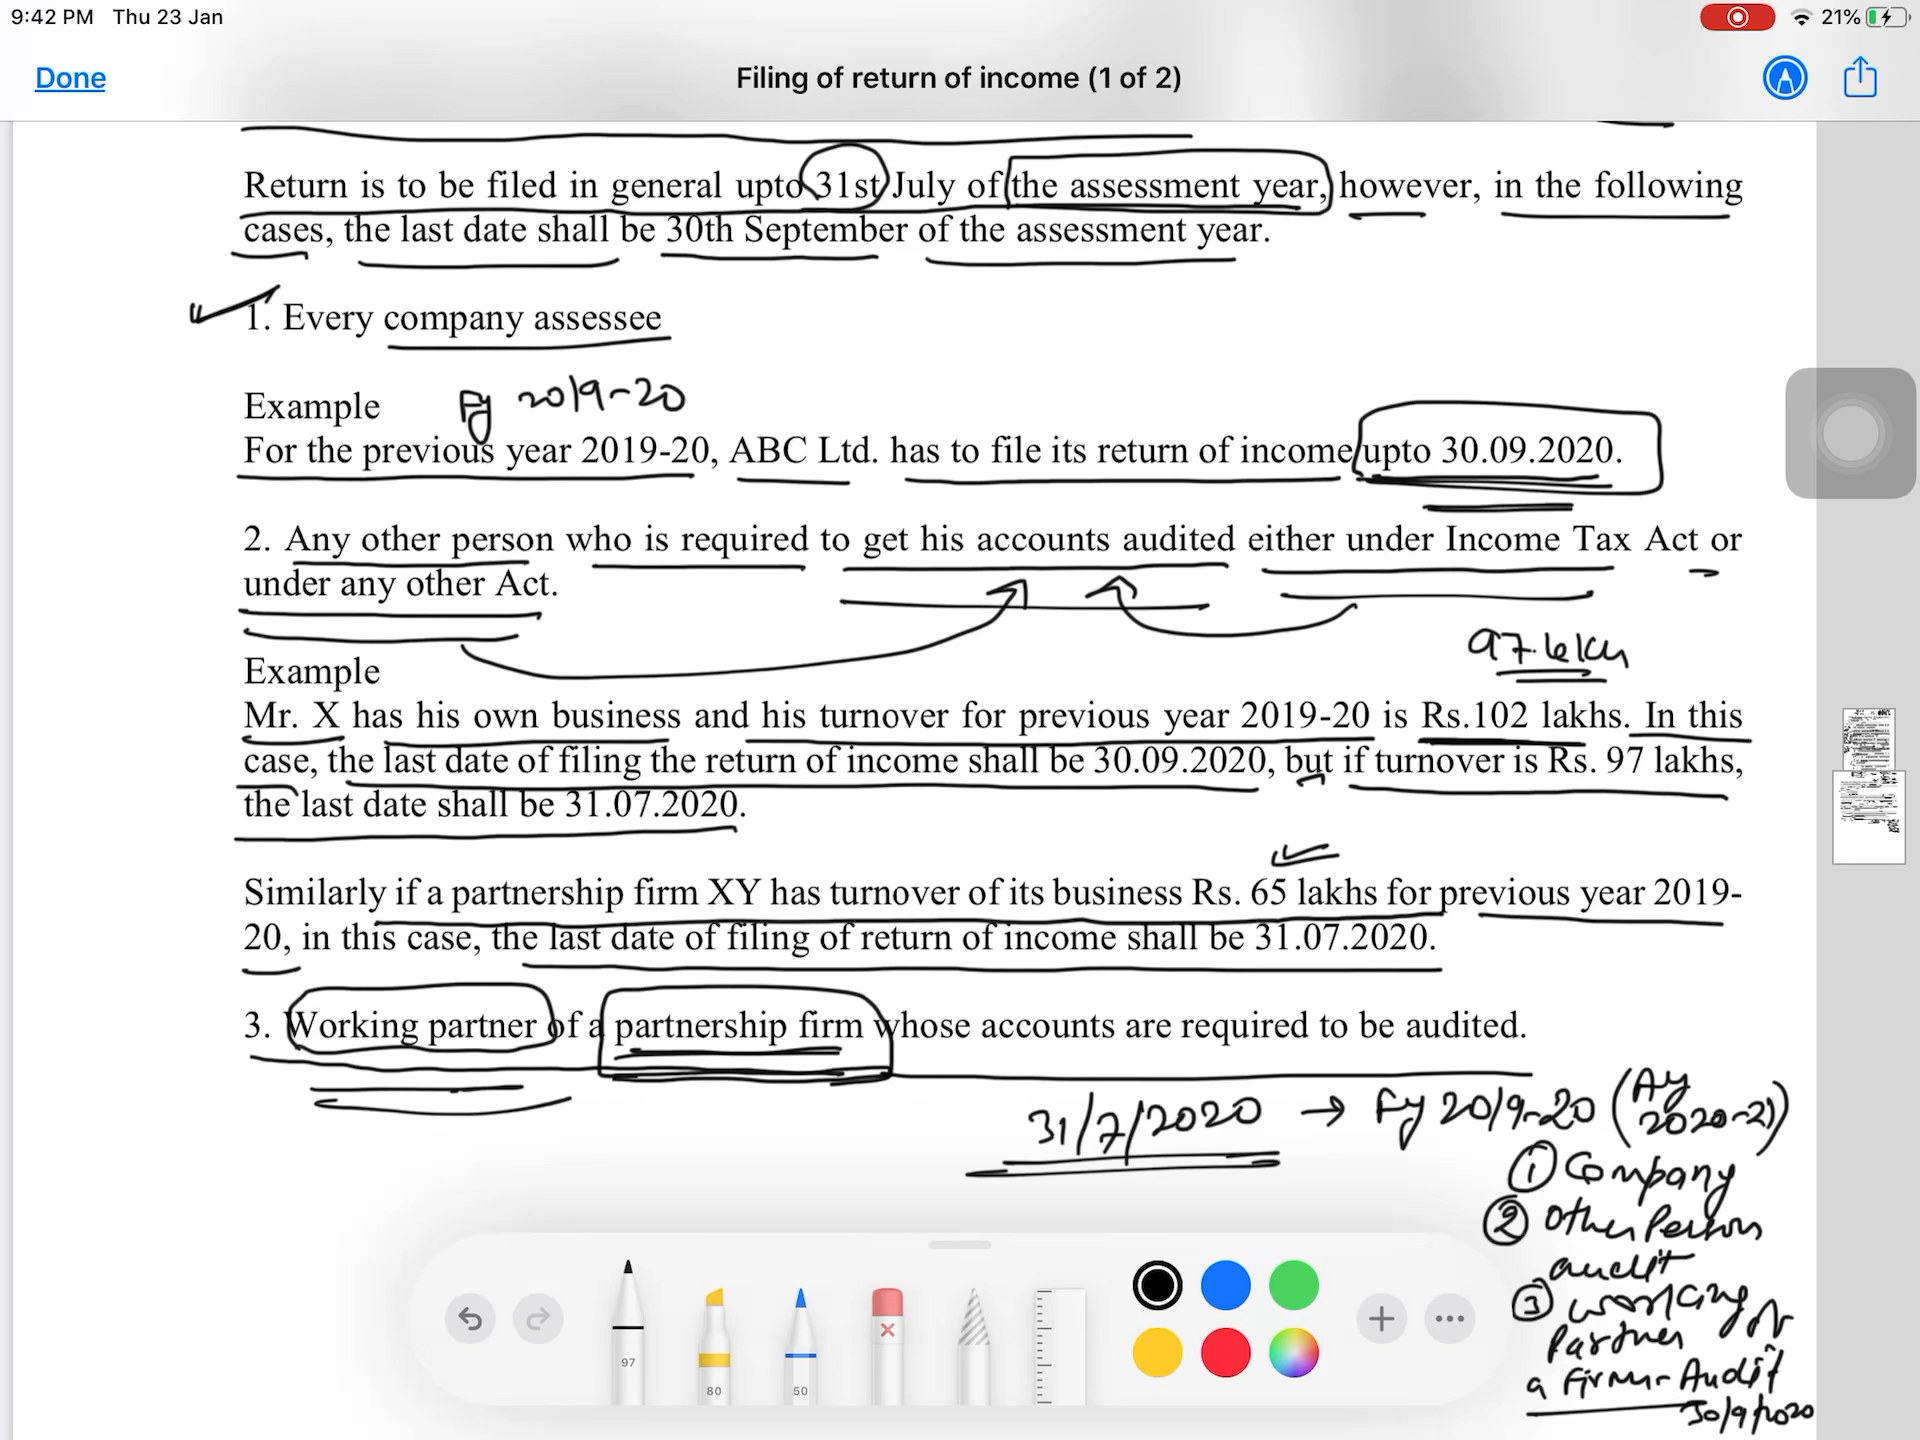 9:42 PM Thu 23 Jan
21%
Done
Filing of return of income (1 of 2)
Return is to be filed in general upto 31st July of the assessment year, however, in the following
cases, the last date shall be 30th September of the assessment year.
1. Every company assessee
Example Fy 2019-20
For the previous year 2019-20, ABC Ltd. has to file its return of income upto 30.09.2020.
2. Any other person who is required to get his accounts audited either under Income Tax Act or
under any other Act.
97 lakh
Example
Mr. X has his own business and his turnover for previous year 2019-20 is Rs.102 lakhs. In this
case, the last date of filing the return of income shall be 30.09.2020, but if turnover is Rs. 97 lakhs,
the last date shall be 31.07.2020.
Similarly if a partnership firm XY has turnover of its business Rs. 65 lakhs for previous year 2019-
20, in this case, the last date of filing of return of income shall be 31.07.2020.
3. Working partner of a partnership firm whose accounts are required to be audited.
31/7/2020 → Fy 2019-20 (AY
2020-21)
① Company
② Other Person
audit
③ working
Partner
a Firm - Audit
30/9/2020
97
80
50